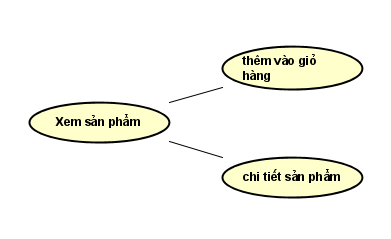 thêm vào giỏ
hàng
Xem sản phẩm
chi tiết sản phẩm